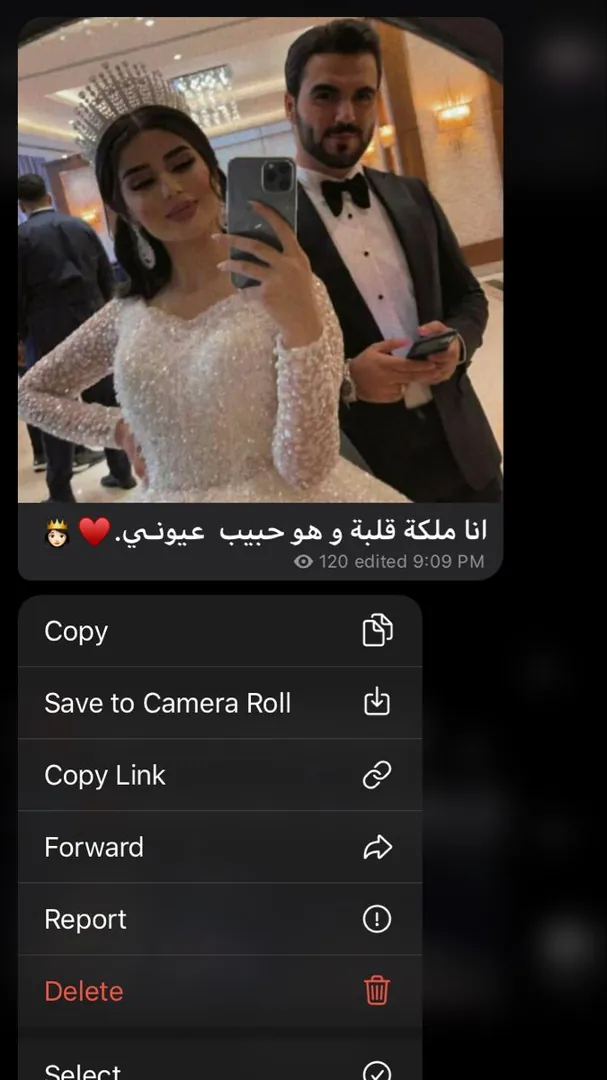 انا ملكة قلبة و هو حبيب عيونـي.♥️👸🏻
120 edited 9:09 PM
Copy
Save to Camera Roll
Copy Link
Forward
Report
Delete
Select